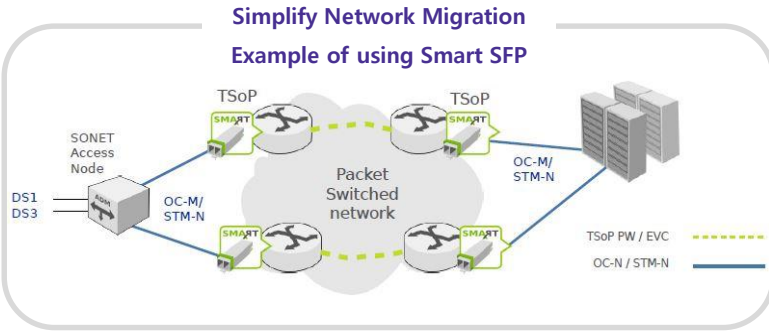 Simplify Network Migration
Example of using Smart SFP
TSoP
TSoP
SMART
SMART
SONET
Access
Node
OC-M/
STM-N
Packet
Switched
network
DS1
DS3
ADM
OC-M/
STM-N
SMART
SMART
TSoP PW / EVC
OC-N / STM-N